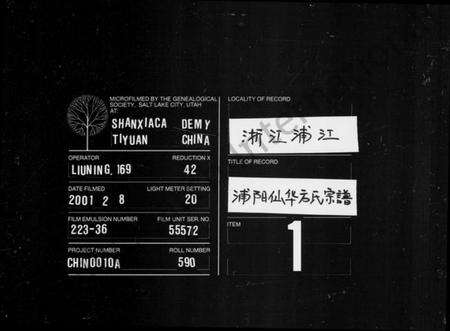 MICROFILMED BY THE GENEALOGICAL
SOCIETY, SALT LAKE CITY, UTAH
AT:
SHANXIACA DEMY
TIYUAN CHINA
OPERATOR REDUCTION X
LIUNING, 169 42
DATE FILMED LIGHT METER SETTING
2001 2 8 20
FILM EMULSION NUMBER FILM UNIT SER. NO.
223-36 55572
PROJECT NUMBER ROLL NUMBER
CHINOO10A 590
LOCALITY OF RECORD
浙江浦江
TITLE OF RECORD
浦阳仙华方氏宗譜
ITEM
1